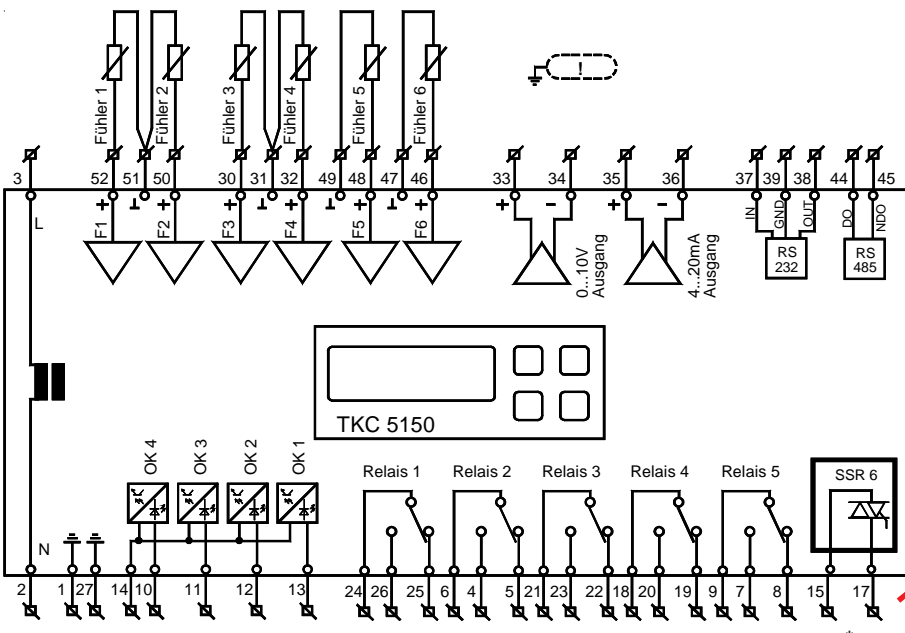 Fühler 1
Fühler 2
Fühler 3
Fühler 4
Fühler 5
Fühler 6
!
3 52 51 50 30 31 32 49 48 47 46 33 34 35 36 37 39 38 44 45
+ ⊥ + + ⊥ + ⊥ + ⊥ + + - + -
L
F1
F2
F3
F4
F5
F6
0...10V
Ausgang
4...20mA
Ausgang
IN
GND
OUT
DO
NDO
RS
232
RS
485
TKC 5150
OK 4
OK 3
OK 2
OK 1
Relais 1
Relais 2
Relais 3
Relais 4
Relais 5
SSR 6
N
2 1 27 14 10 11 12 13 24 26 25 6 4 5 21 23 22 18 20 19 9 7 8 15 17
*